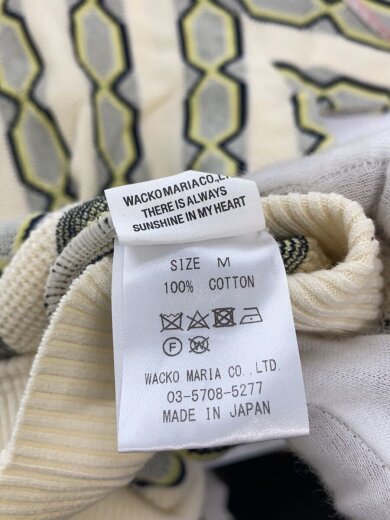 WACKO MARIA CO., LTD.
THERE IS ALWAYS
SUNSHINE IN MY HEART
SIZE M
100% COTTON
F W
WACKO MARIA CO., LTD.
03-5708-5277
MADE IN JAPAN